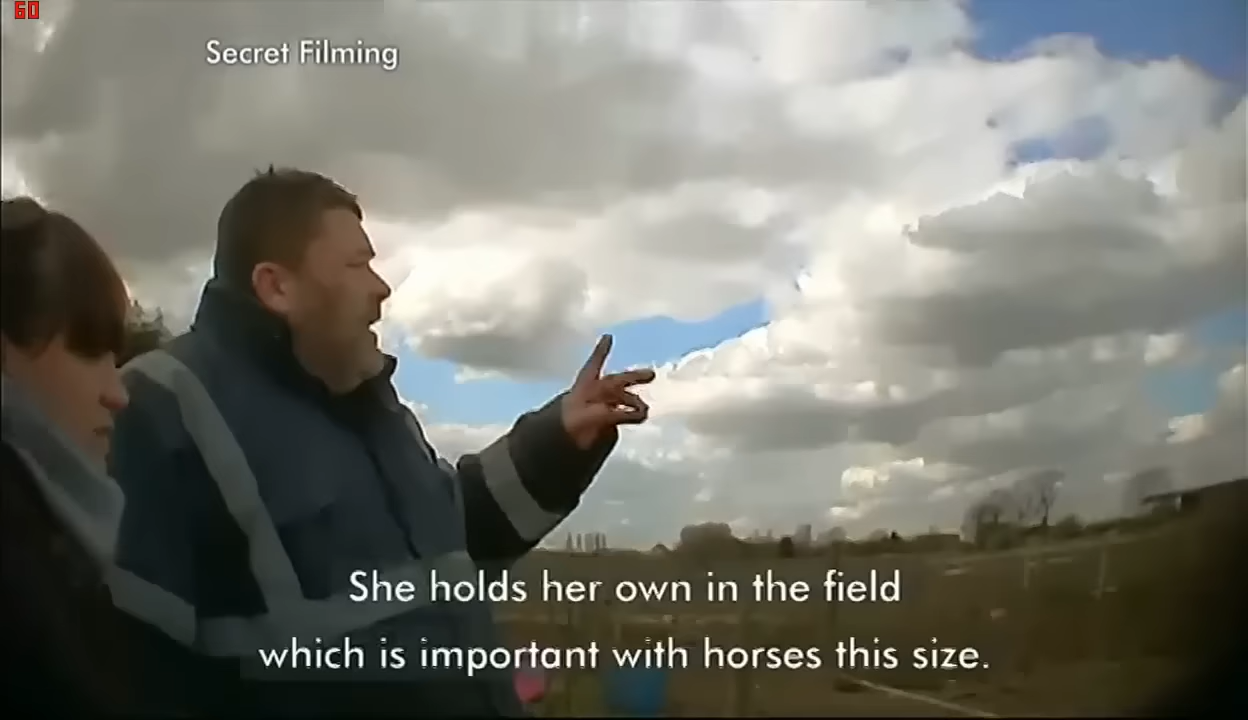 60
Secret Filming
She holds her own in the field
which is important with horses this size.